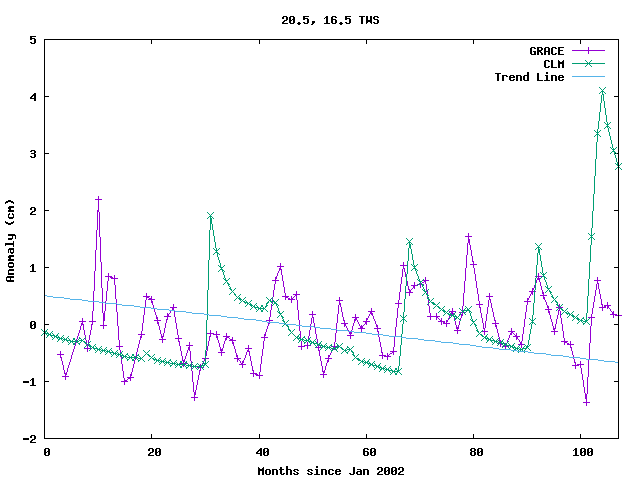 20.5, 16.5 TWS
GRACE
CLM
Trend Line
5
4
3
2
1
0
-1
-2
Anomaly (cm)
0 20 40 60 80 100
Months since Jan 2002